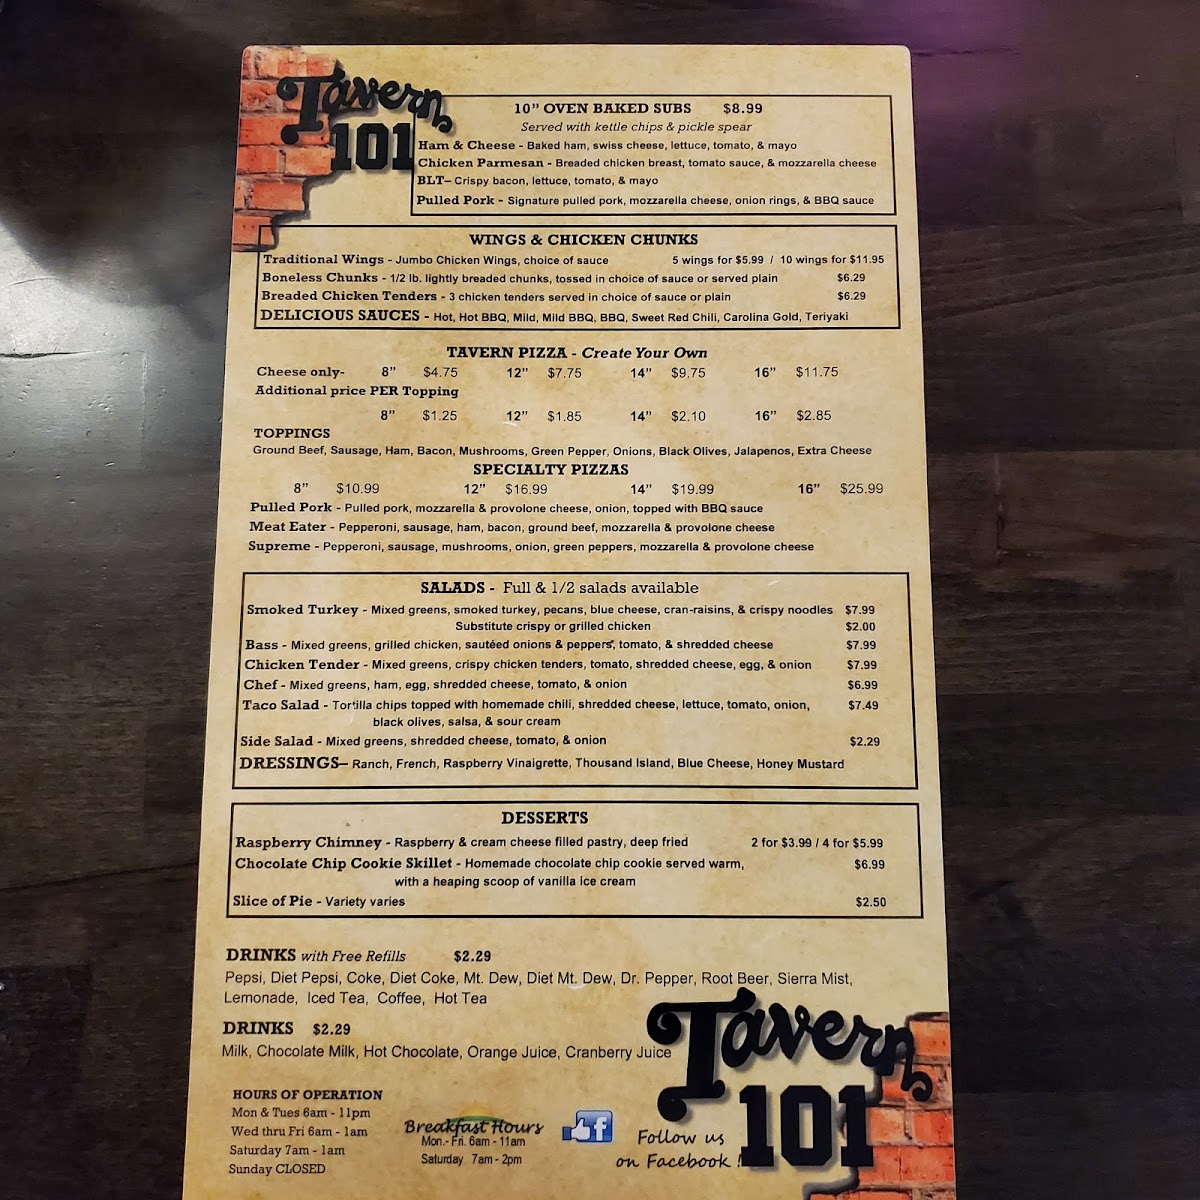 Tavern
101
10" OVEN BAKED SUBS $8.99
Served with kettle chips & pickle spear
Ham & Cheese - Baked ham, swiss cheese, lettuce, tomato, & mayo
Chicken Parmesan - Breaded chicken breast, tomato sauce, & mozzarella cheese
BLT– Crispy bacon, lettuce, tomato, & mayo
Pulled Pork - Signature pulled pork, mozzarella cheese, onion rings, & BBQ sauce
WINGS & CHICKEN CHUNKS
Traditional Wings - Jumbo Chicken Wings, choice of sauce 5 wings for $5.99 / 10 wings for $11.95
Boneless Chunks - 1/2 lb. lightly breaded chunks, tossed in choice of sauce or served plain $6.29
Breaded Chicken Tenders - 3 chicken tenders served in choice of sauce or plain $6.29
DELICIOUS SAUCES - Hot, Hot BBQ, Mild, Mild BBQ, BBQ, Sweet Red Chili, Carolina Gold, Teriyaki
TAVERN PIZZA - Create Your Own
Cheese only- 8" $4.75 12" $7.75 14" $9.75 16" $11.75
Additional price PER Topping
8" $1.25 12" $1.85 14" $2.10 16" $2.85
TOPPINGS
Ground Beef, Sausage, Ham, Bacon, Mushrooms, Green Pepper, Onions, Black Olives, Jalapenos, Extra Cheese
SPECIALTY PIZZAS
8" $10.99 12" $16.99 14" $19.99 16" $25.99
Pulled Pork - Pulled pork, mozzarella & provolone cheese, onion, topped with BBQ sauce
Meat Eater - Pepperoni, sausage, ham, bacon, ground beef, mozzarella & provolone cheese
Supreme - Pepperoni, sausage, mushrooms, onion, green peppers, mozzarella & provolone cheese
SALADS - Full & 1/2 salads available
Smoked Turkey - Mixed greens, smoked turkey, pecans, blue cheese, cran-raisins, & crispy noodles $7.99
Substitute crispy or grilled chicken $2.00
Bass - Mixed greens, grilled chicken, sautéed onions & peppers, tomato, & shredded cheese $7.99
Chicken Tender - Mixed greens, crispy chicken tenders, tomato, shredded cheese, egg, & onion $7.99
Chef - Mixed greens, ham, egg, shredded cheese, tomato, & onion $6.99
Taco Salad - Tortilla chips topped with homemade chili, shredded cheese, lettuce, tomato, onion, $7.49
black olives, salsa, & sour cream
Side Salad - Mixed greens, shredded cheese, tomato, & onion $2.29
DRESSINGS– Ranch, French, Raspberry Vinaigrette, Thousand Island, Blue Cheese, Honey Mustard
DESSERTS
Raspberry Chimney - Raspberry & cream cheese filled pastry, deep fried 2 for $3.99 / 4 for $5.99
Chocolate Chip Cookie Skillet - Homemade chocolate chip cookie served warm, $6.99
with a heaping scoop of vanilla ice cream
Slice of Pie - Variety varies $2.50
DRINKS with Free Refills $2.29
Pepsi, Diet Pepsi, Coke, Diet Coke, Mt. Dew, Diet Mt. Dew, Dr. Pepper, Root Beer, Sierra Mist,
Lemonade, Iced Tea, Coffee, Hot Tea
DRINKS $2.29
Milk, Chocolate Milk, Hot Chocolate, Orange Juice, Cranberry Juice
HOURS OF OPERATION
Mon & Tues 6am - 11pm
Wed thru Fri 6am - 1am
Saturday 7am - 1am
Sunday CLOSED
Breakfast Hours
Mon.- Fri. 6am - 11am
Saturday 7am - 2pm
f
Follow us
on Facebook !
Tavern
101